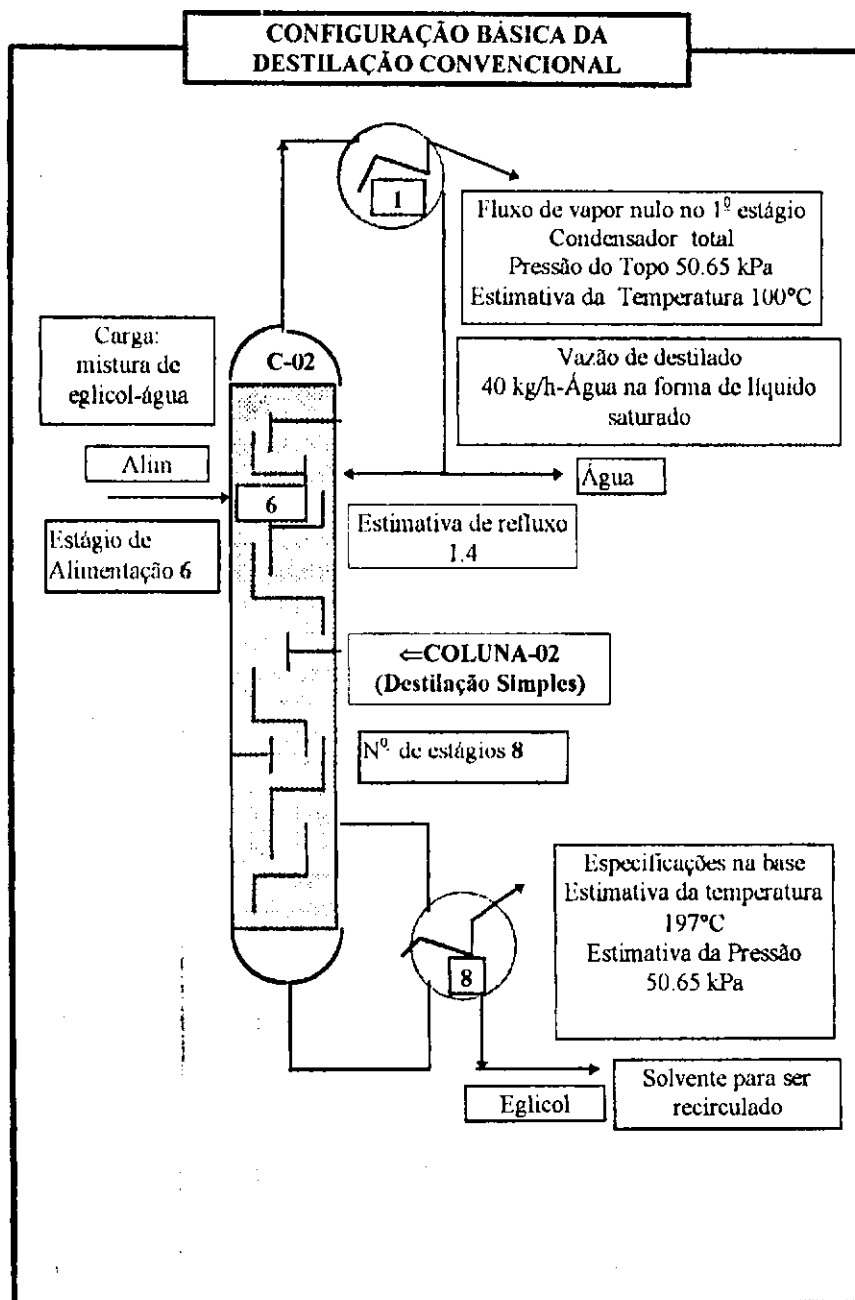 CONFIGURAÇÃO BÁSICA DA
DESTILAÇÃO CONVENCIONAL
1
Fluxo de vapor nulo no 1º estágio
Condensador total
Pressão do Topo 50.65 kPa
Estimativa da Temperatura 100°C
Carga:
mistura de
eglicol-água
C-02
Vazão de destilado
40 kg/h-Água na forma de líquido
saturado
Alim
Água
6
Estágio de
Alimentação 6
Estimativa de refluxo
1.4
⇐COLUNA-02
(Destilação Simples)
Nº de estágios 8
Especificações na base
Estimativa da temperatura
197°C
Estimativa da Pressão
50.65 kPa
8
Eglicol
Solvente para ser
recirculado